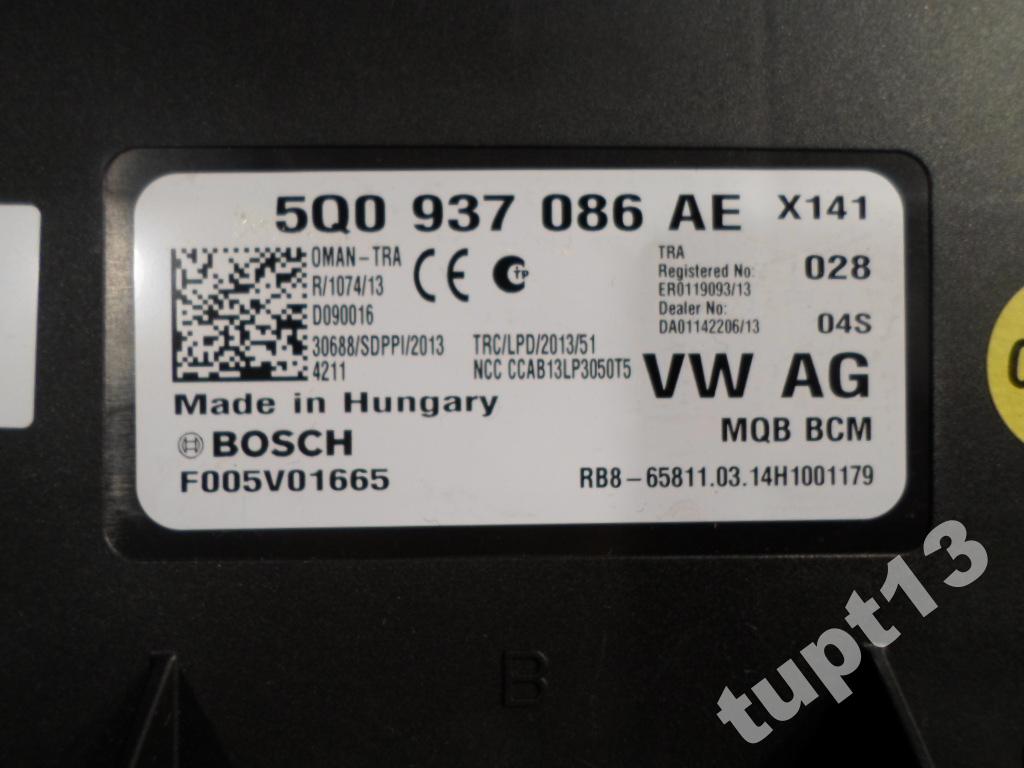 5Q0 937 086 AE X141
OMAN-TRA
R/1074/13
D090016
30688/SDPPI/2013
4211
CE
TP
TRC/LPD/2013/51
NCC CCAB13LP3050T5
TRA
Registered No:
ER0119093/13
Dealer No:
DA01142206/13
028
04S
VW AG
MQB BCM
Made in Hungary
BOSCH
F005V01665
RB8-65811.03.14H1001179
B
tupt13